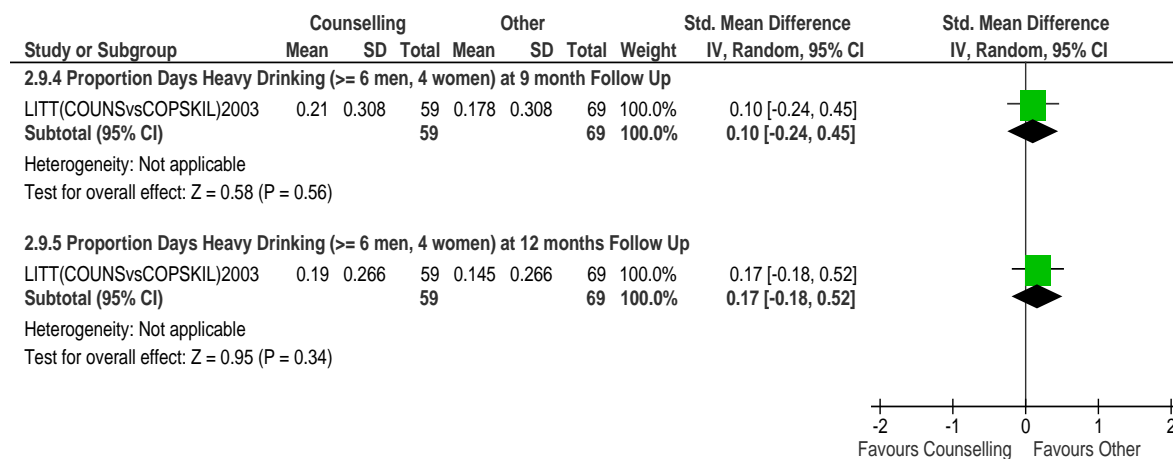 Counselling Other Std. Mean Difference Std. Mean Difference
Study or Subgroup Mean SD Total Mean SD Total Weight IV, Random, 95% CI IV, Random, 95% CI
2.9.4 Proportion Days Heavy Drinking (>= 6 men, 4 women) at 9 month Follow Up
LITT(COUNSvsCOPSKIL)2003 0.21 0.308 59 0.178 0.308 69 100.0% 0.10 [-0.24, 0.45]
Subtotal (95% CI) 59 69 100.0% 0.10 [-0.24, 0.45]
Heterogeneity: Not applicable
Test for overall effect: Z = 0.58 (P = 0.56)
2.9.5 Proportion Days Heavy Drinking (>= 6 men, 4 women) at 12 months Follow Up
LITT(COUNSvsCOPSKIL)2003 0.19 0.266 59 0.145 0.266 69 100.0% 0.17 [-0.18, 0.52]
Subtotal (95% CI) 59 69 100.0% 0.17 [-0.18, 0.52]
Heterogeneity: Not applicable
Test for overall effect: Z = 0.95 (P = 0.34)
-2 -1 0 1 2
Favours Counselling Favours Other